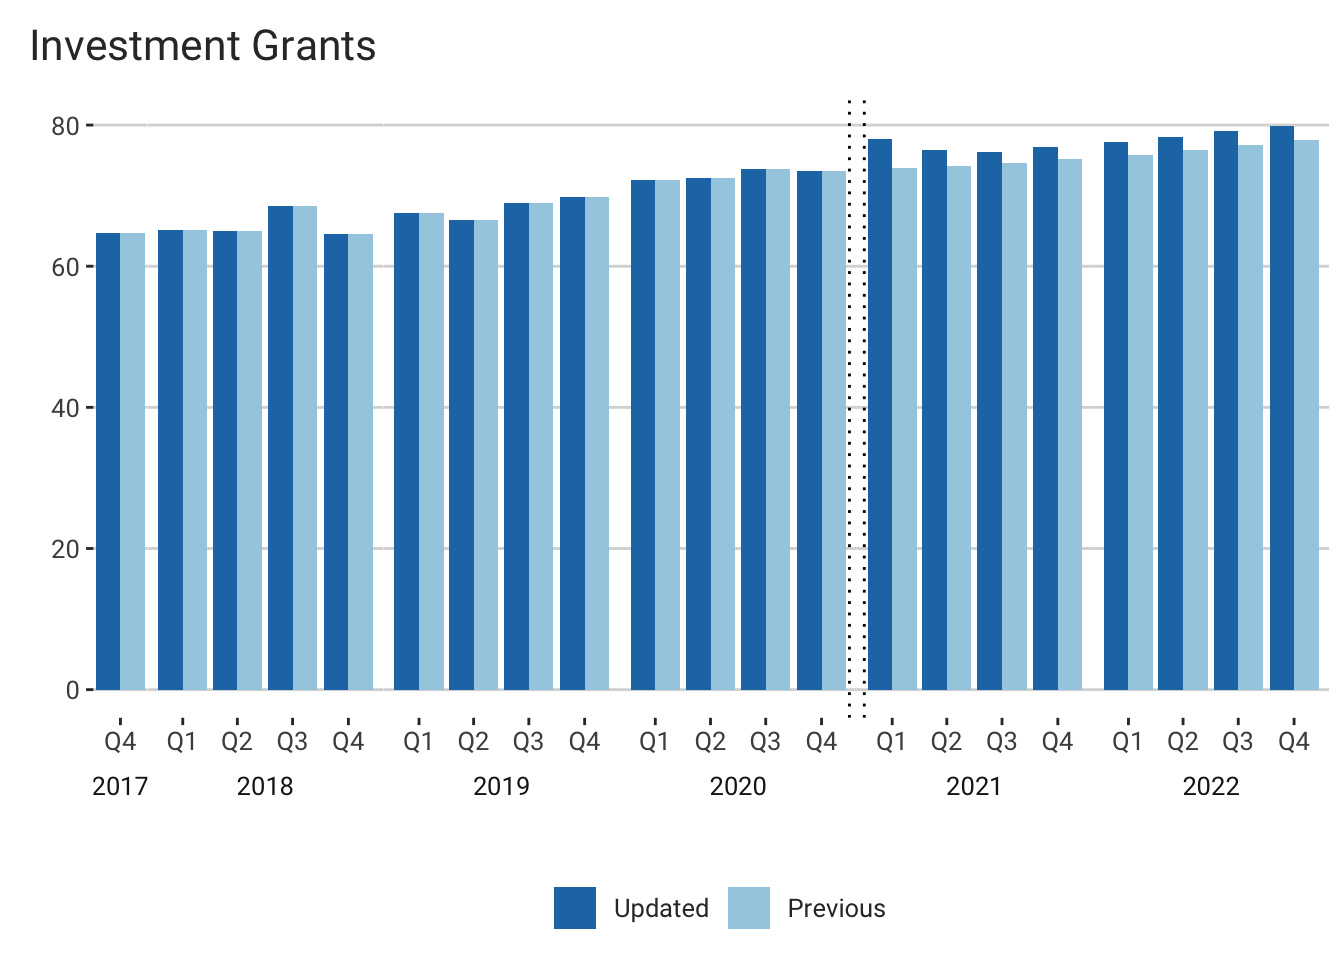 Investment Grants
80
60
40
20
0
Q4 Q1 Q2 Q3 Q4 Q1 Q2 Q3 Q4 Q1 Q2 Q3 Q4 Q1 Q2 Q3 Q4 Q1 Q2 Q3 Q4
2017 2018 2019 2020 2021 2022
Updated Previous